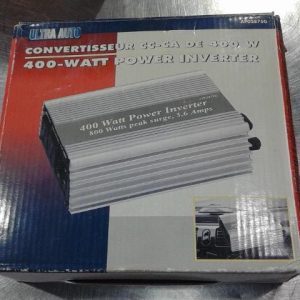 ULTRA AUTO
CONVERTISSEUR CC-CA DE 400 W
400-WATT POWER INVERTER
400 Watt Power Inverter
800 Watts peak surge, 3.6 Amps